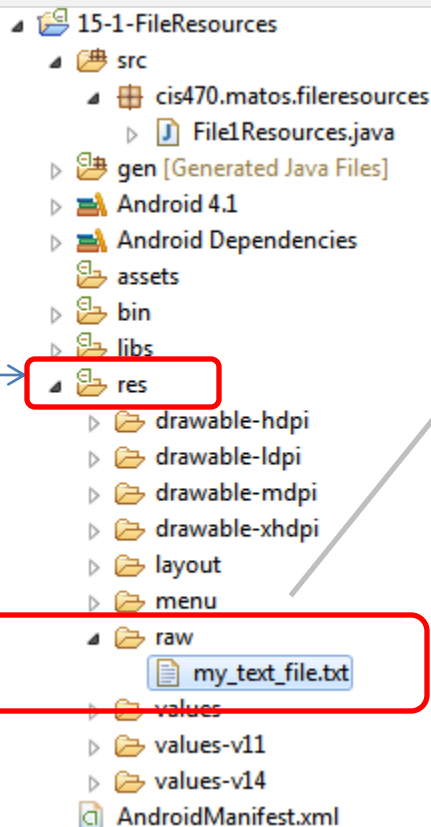 15-1-FileResources
src
cis470.matos.fileresources
File1Resources.java
gen [Generated Java Files]
Android 4.1
Android Dependencies
assets
bin
libs
res
drawable-hdpi
drawable-ldpi
drawable-mdpi
drawable-xhdpi
layout
menu
raw
my_text_file.txt
values
values-v11
values-v14
AndroidManifest.xml